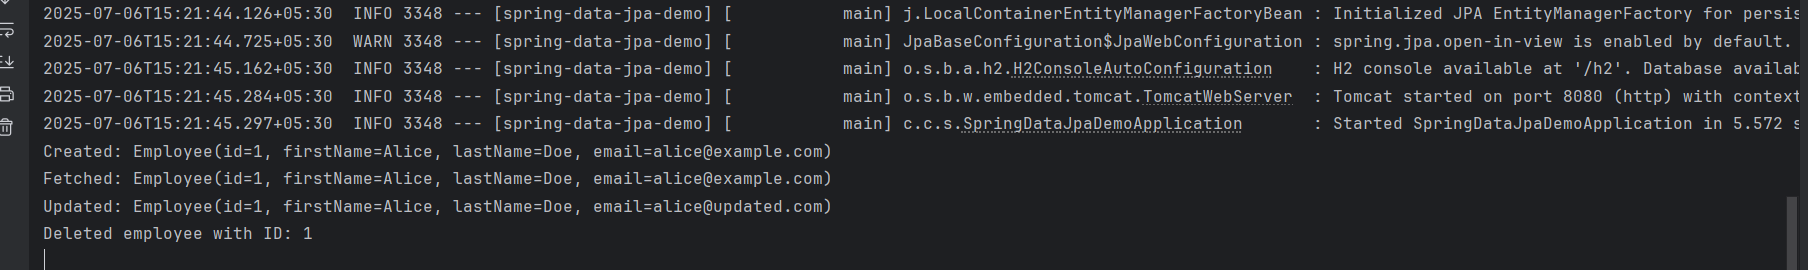 2025-07-06T15:21:44.126+05:30  INFO 3348 --- [spring-data-jpa-demo] [           main] j.LocalContainerEntityManagerFactoryBean : Initialized JPA EntityManagerFactory for persis
2025-07-06T15:21:44.725+05:30  WARN 3348 --- [spring-data-jpa-demo] [           main] JpaBaseConfiguration$JpaWebConfiguration : spring.jpa.open-in-view is enabled by default.
2025-07-06T15:21:45.162+05:30  INFO 3348 --- [spring-data-jpa-demo] [           main] o.s.b.a.h2.H2ConsoleAutoConfiguration    : H2 console available at '/h2'. Database availab
2025-07-06T15:21:45.284+05:30  INFO 3348 --- [spring-data-jpa-demo] [           main] o.s.b.w.embedded.tomcat.TomcatWebServer  : Tomcat started on port 8080 (http) with context
2025-07-06T15:21:45.297+05:30  INFO 3348 --- [spring-data-jpa-demo] [           main] c.c.s.SpringDataJpaDemoApplication       : Started SpringDataJpaDemoApplication in 5.572 s
Created: Employee(id=1, firstName=Alice, lastName=Doe, email=alice@example.com)
Fetched: Employee(id=1, firstName=Alice, lastName=Doe, email=alice@example.com)
Updated: Employee(id=1, firstName=Alice, lastName=Doe, email=alice@updated.com)
Deleted employee with ID: 1